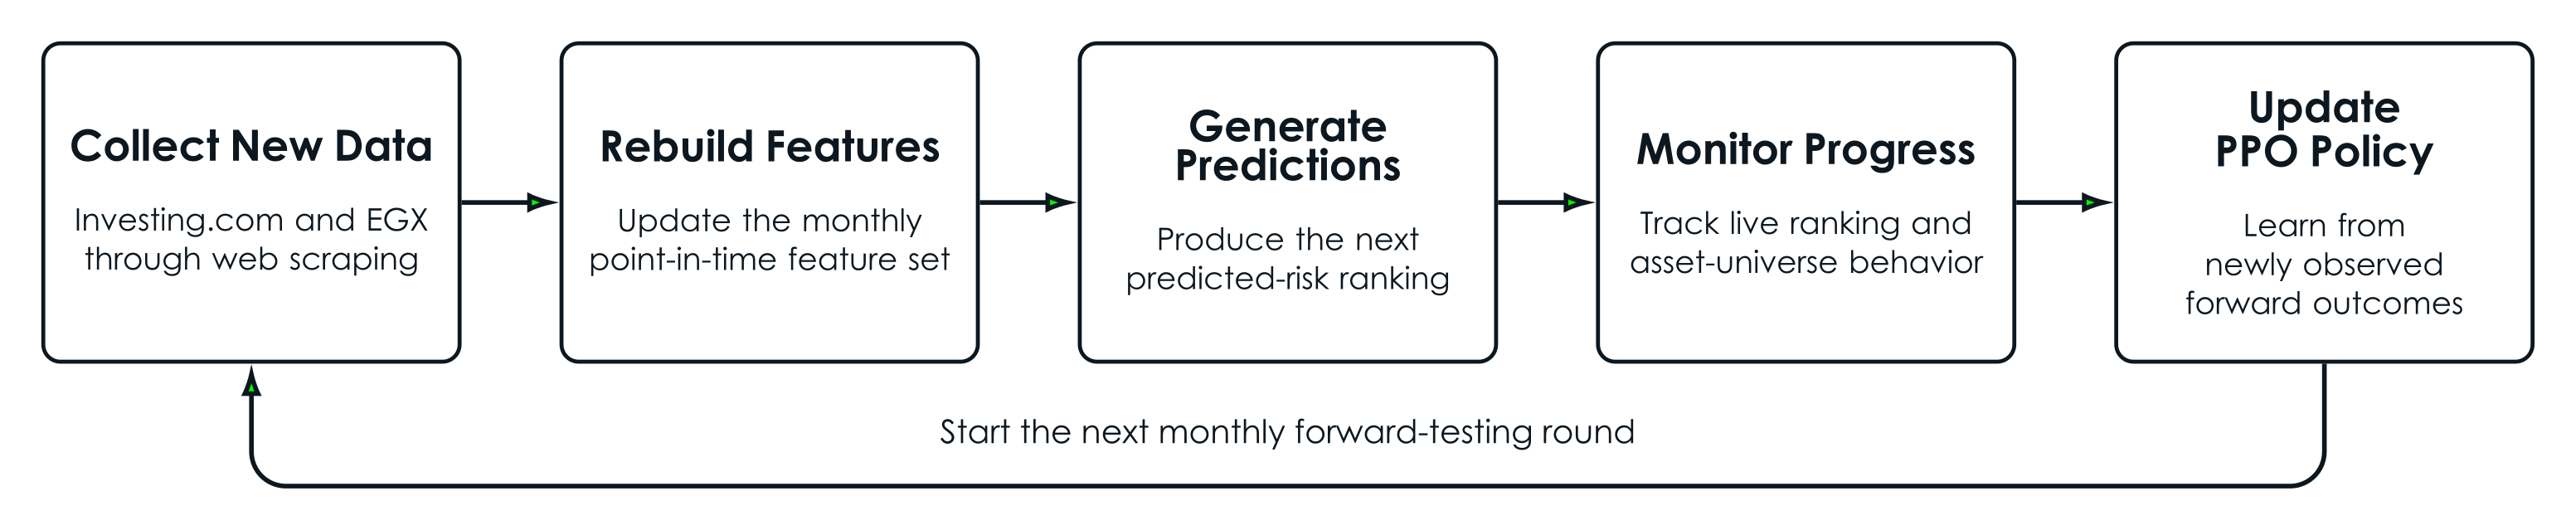 Collect New Data
Investing.com and EGX
through web scraping
Rebuild Features
Update the monthly
point-in-time feature set
Generate
Predictions
Produce the next
predicted-risk ranking
Monitor Progress
Track live ranking and
asset-universe behavior
Update
PPO Policy
Learn from
newly observed
forward outcomes
Start the next monthly forward-testing round